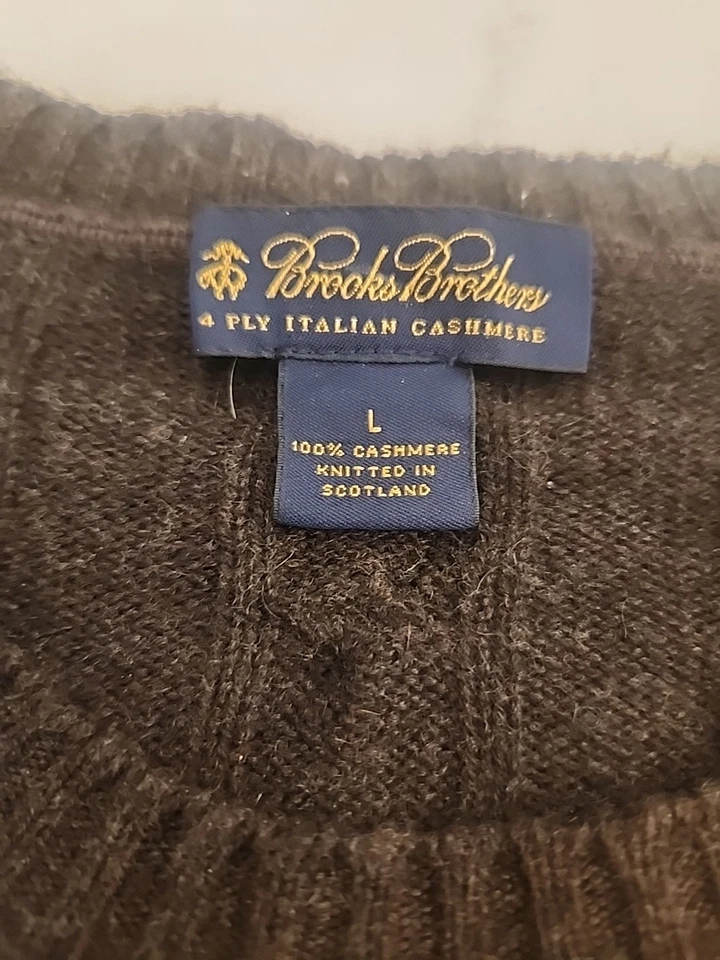 Brooks Brothers
4 PLY ITALIAN CASHMERE
L
100% CASHMERE
KNITTED IN
SCOTLAND